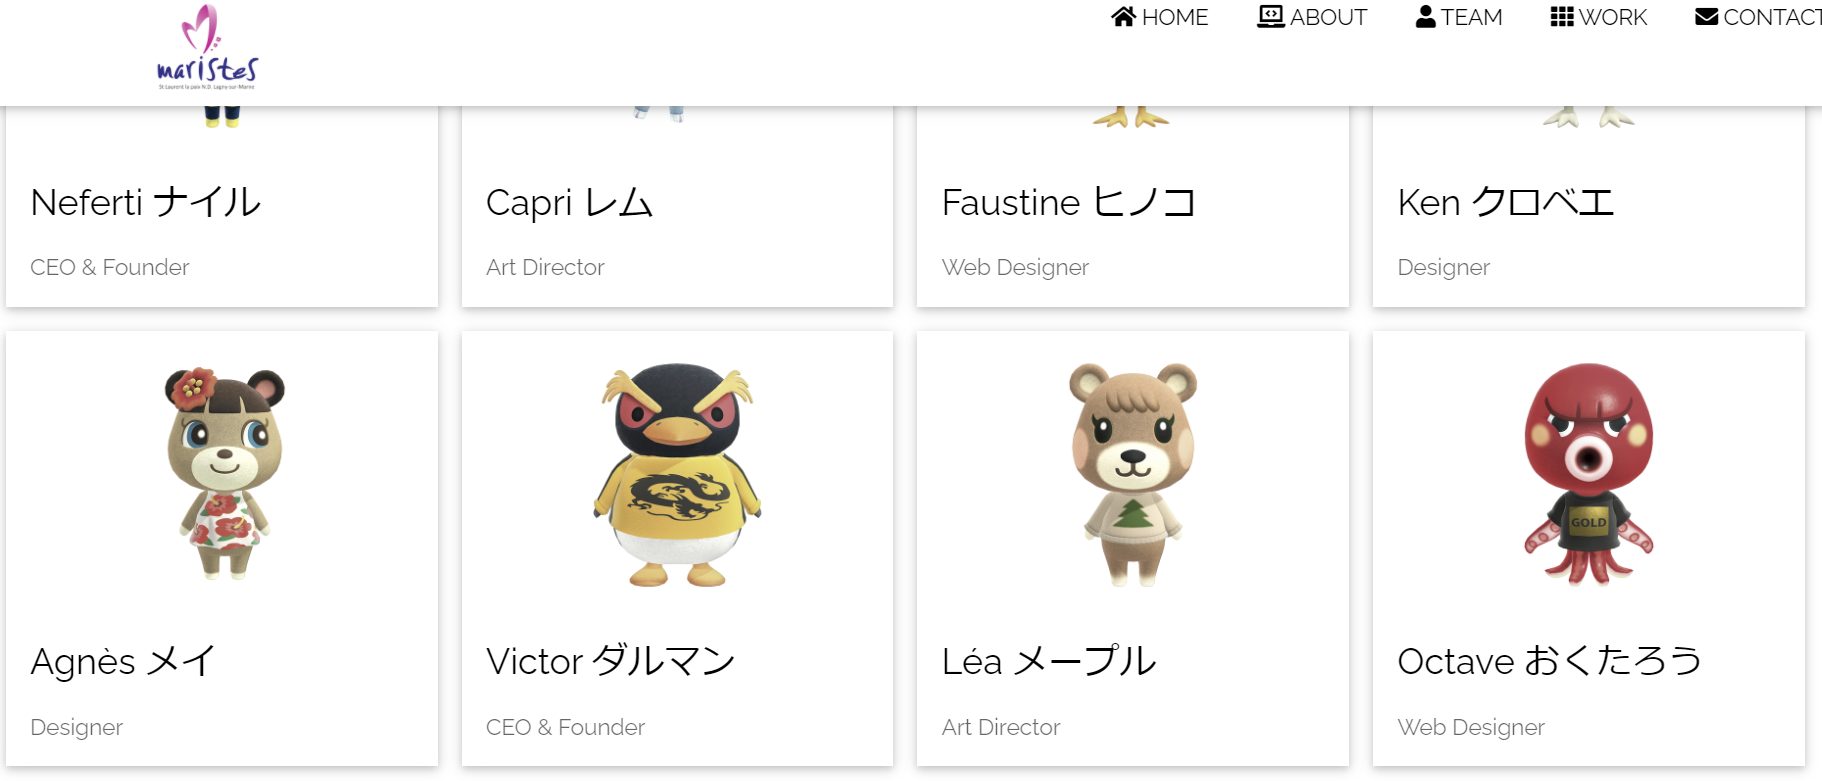 maristes
St Laurent la paix N.D. Lagny-sur-Marne
HOME
ABOUT
TEAM
WORK
CONTACT
Neferti ナイル
CEO & Founder
Capri レム
Art Director
Faustine ヒノコ
Web Designer
Ken クロベエ
Designer
Agnès メイ
Designer
Victor ダルマン
CEO & Founder
Léa メープル
Art Director
GOLD
Octave おくたろう
Web Designer